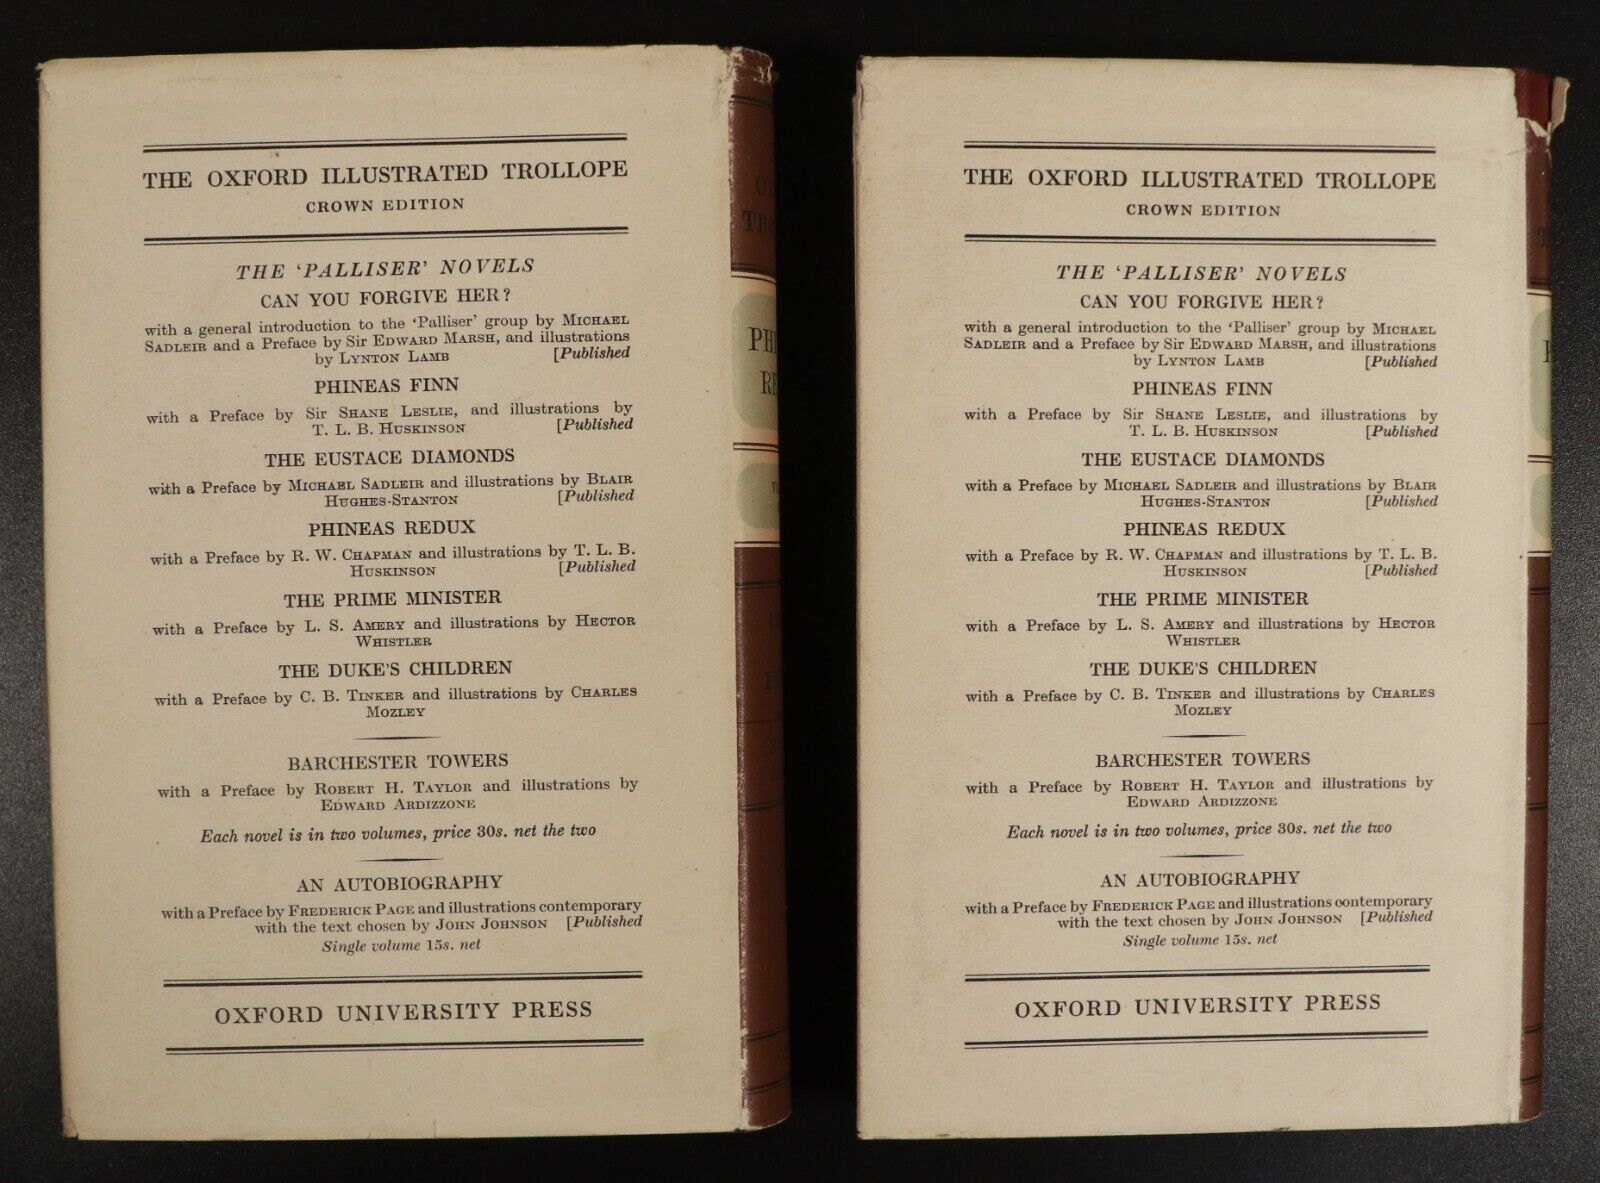 THE OXFORD ILLUSTRATED TROLLOPE
CROWN EDITION
THE 'PALLISER' NOVELS
CAN YOU FORGIVE HER?
with a general introduction to the 'Palliser' group by MICHAEL
SADLEIR and a Preface by Sir EDWARD MARSH, and illustrations
by LYNTON LAMB [Published
PHINEAS FINN
with a Preface by Sir SHANE LESLIE, and illustrations by
T. L. B. HUSKINSON [Published
THE EUSTACE DIAMONDS
with a Preface by MICHAEL SADLEIR and illustrations by BLAIR
HUGHES-STANTON [Published
PHINEAS REDUX
with a Preface by R. W. CHAPMAN and illustrations by T. L. B.
HUSKINSON [Published
THE PRIME MINISTER
with a Preface by L. S. AMERY and illustrations by HECTOR
WHISTLER
THE DUKE'S CHILDREN
with a Preface by C. B. TINKER and illustrations by CHARLES
MOZLEY
BARCHESTER TOWERS
with a Preface by ROBERT H. TAYLOR and illustrations by
EDWARD ARDIZZONE
Each novel is in two volumes, price 30s. net the two
AN AUTOBIOGRAPHY
with a Preface by FREDERICK PAGE and illustrations contemporary
with the text chosen by JOHN JOHNSON [Published
Single volume 15s. net
OXFORD UNIVERSITY PRESS
THE OXFORD ILLUSTRATED TROLLOPE
CROWN EDITION
THE 'PALLISER' NOVELS
CAN YOU FORGIVE HER?
with a general introduction to the 'Palliser' group by MICHAEL
SADLEIR and a Preface by Sir EDWARD MARSH, and illustrations
by LYNTON LAMB [Published
PHINEAS FINN
with a Preface by Sir SHANE LESLIE, and illustrations by
T. L. B. HUSKINSON [Published
THE EUSTACE DIAMONDS
with a Preface by MICHAEL SADLEIR and illustrations by BLAIR
HUGHES-STANTON [Published
PHINEAS REDUX
with a Preface by R. W. CHAPMAN and illustrations by T. L. B.
HUSKINSON [Published
THE PRIME MINISTER
with a Preface by L. S. AMERY and illustrations by HECTOR
WHISTLER
THE DUKE'S CHILDREN
with a Preface by C. B. TINKER and illustrations by CHARLES
MOZLEY
BARCHESTER TOWERS
with a Preface by ROBERT H. TAYLOR and illustrations by
EDWARD ARDIZZONE
Each novel is in two volumes, price 30s. net the two
AN AUTOBIOGRAPHY
with a Preface by FREDERICK PAGE and illustrations contemporary
with the text chosen by JOHN JOHNSON [Published
Single volume 15s. net
OXFORD UNIVERSITY PRESS